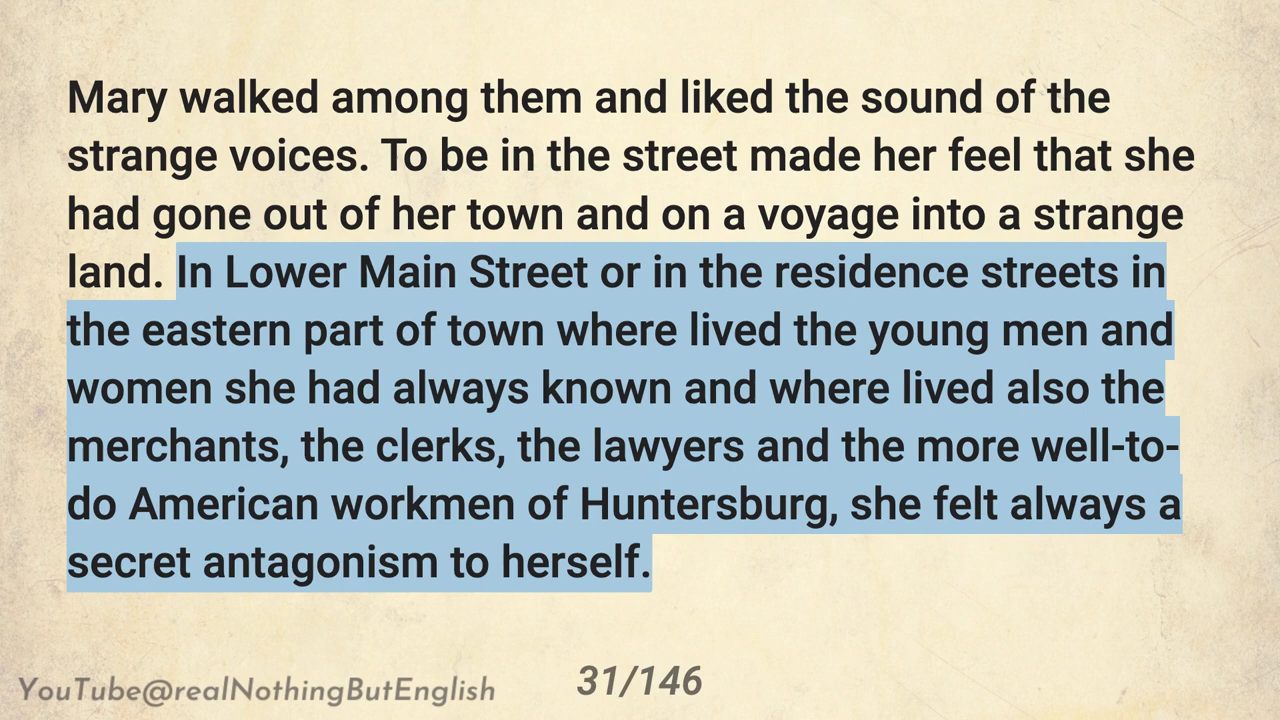 Mary walked among them and liked the sound of the
strange voices. To be in the street made her feel that she
had gone out of her town and on a voyage into a strange
land. In Lower Main Street or in the residence streets in
the eastern part of town where lived the young men and
women she had always known and where lived also the
merchants, the clerks, the lawyers and the more well-to-
do American workmen of Huntersburg, she felt always a
secret antagonism to herself.
YouTube@realNothingButEnglish
31/146